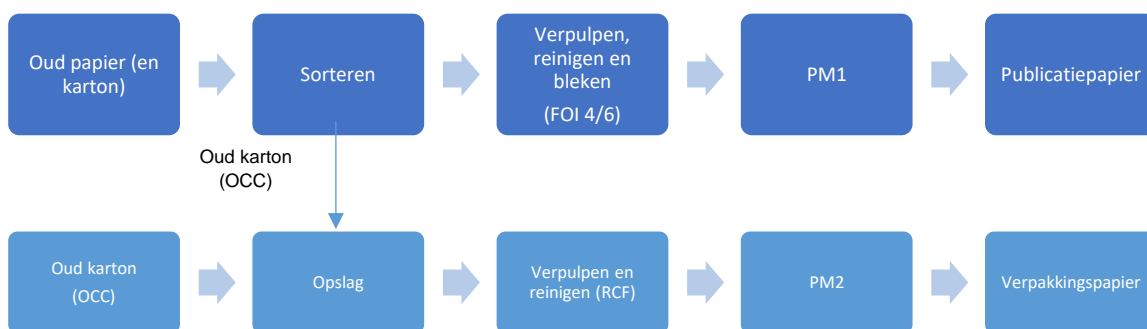 Oud papier (en
karton)
Sorteren
Verpulpen,
reinigen en
bleken
(FOI 4/6)
PM1
Publicatiepapier
Oud karton
(OCC)
Oud karton
(OCC)
Opslag
Verpulpen en
reinigen (RCF)
PM2
Verpakkingspapier